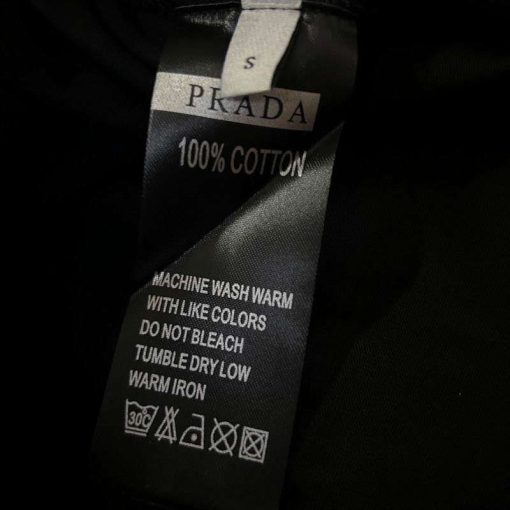 S
PRADA
100% COTTON
MACHINE WASH WARM
WITH LIKE COLORS
DO NOT BLEACH
TUMBLE DRY LOW
WARM IRON
30C